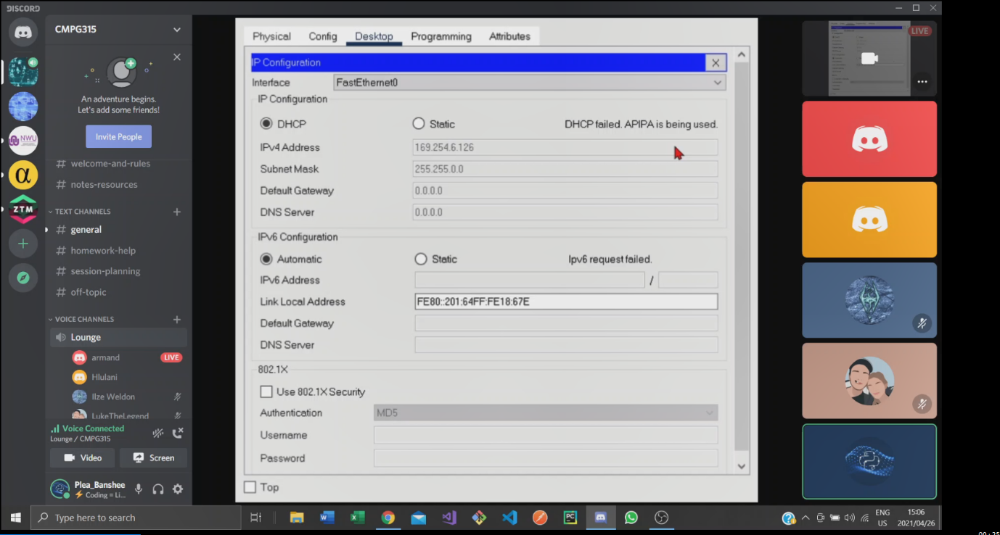 DISCORD
CMPG315
An adventure begins.
Let's add some friends!
Invite People
# welcome-and-rules
# notes-resources
TEXT CHANNELS
# general
# homework-help
# session-planning
# off-topic
VOICE CHANNELS
Lounge
armand LIVE
Hlulani
Ilze Weldon
LukeTheLegend
Voice Connected
Lounge / CMPG315
Video Screen
Plea_Banshee
⚡ Coding = Li...
NWU
α
ZTM
Physical Config Desktop Programming Attributes
IP Configuration X
Interface FastEthernet0
IP Configuration
DHCP Static DHCP failed. APIPA is being used.
IPv4 Address 169.254.6.126
Subnet Mask 255.255.0.0
Default Gateway 0.0.0.0
DNS Server 0.0.0.0
IPv6 Configuration
Automatic Static Ipv6 request failed.
IPv6 Address /
Link Local Address FE80::201:64FF:FE18:67E
Default Gateway
DNS Server
802.1X
Use 802.1X Security
Authentication MD5
Username
Password
Top
LIVE
Type here to search
ENG 15:06
US 2021/04/26